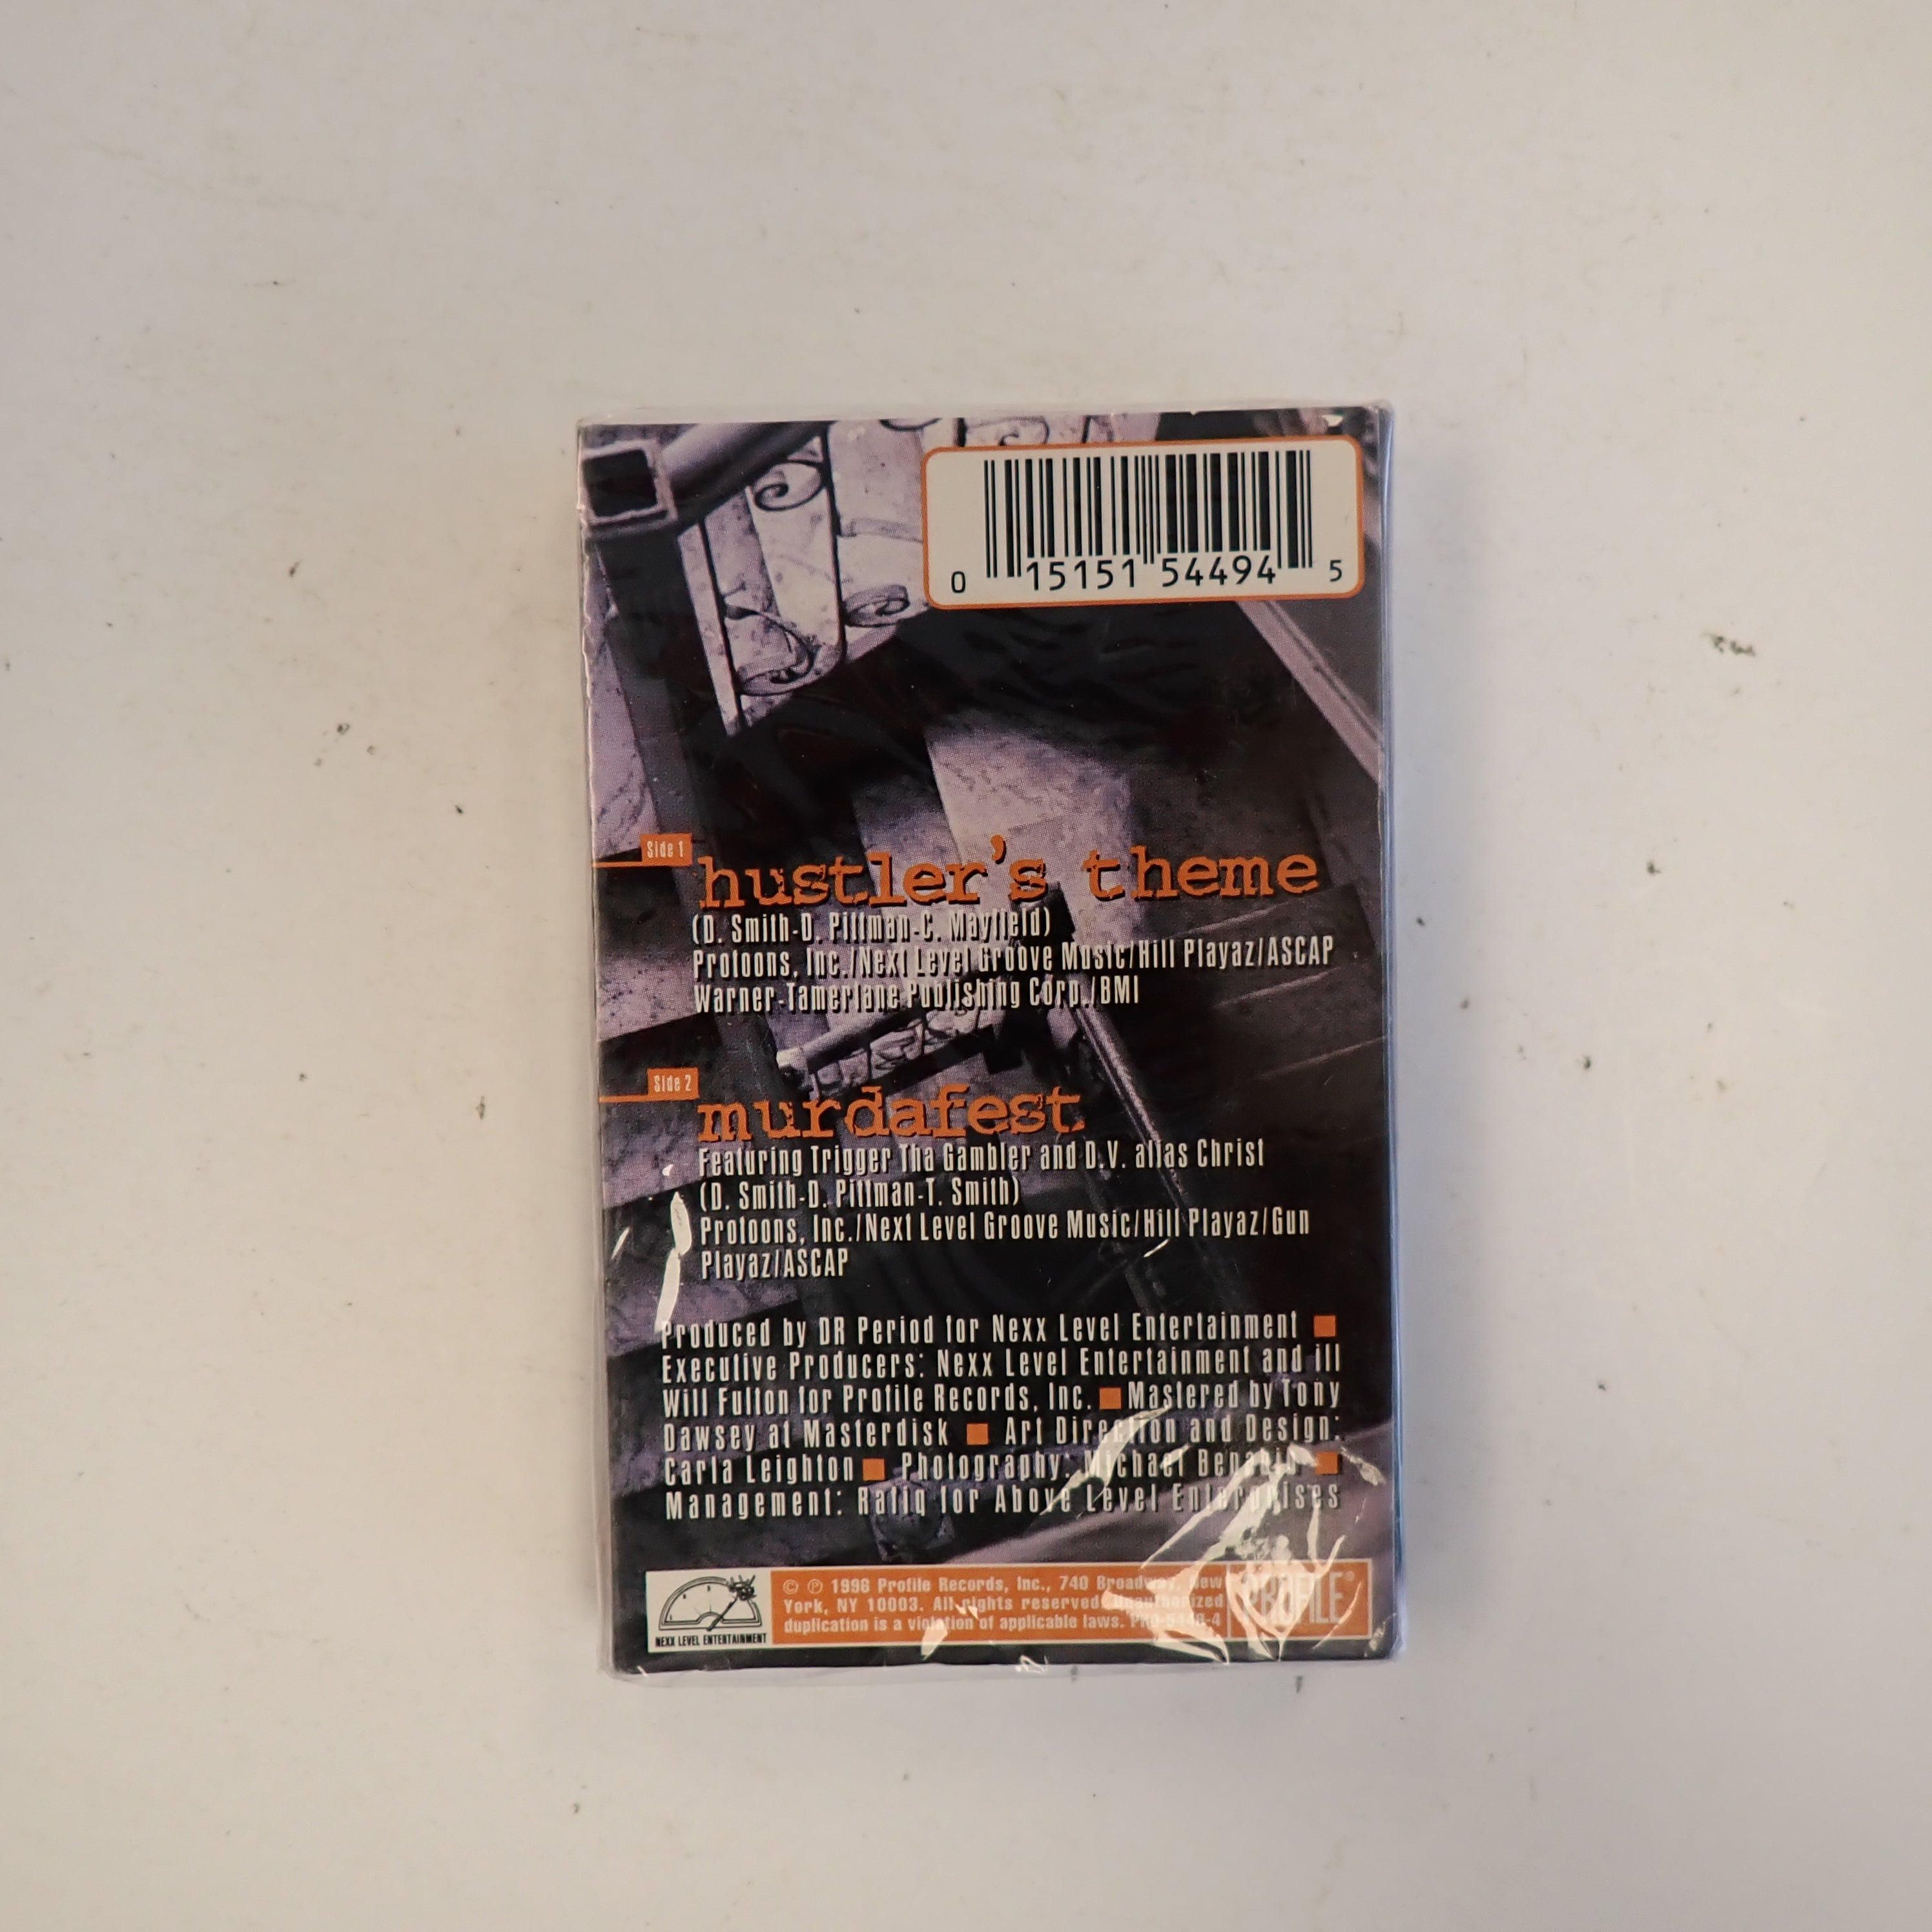 0 15151 54494 5
Side 1
hustler's theme
(D. Smith-D. Pittman-C. Mayfield)
Protoons, Inc./Next Level Groove Music/Hill Playaz/ASCAP
Warner-Tamerlane Publishing Corp./BMI
Side 2
murdafest
Featuring Trigger Tha Gambler and D.V. alias Christ
(D. Smith-D. Pittman-T. Smith)
Protoons, Inc./Next Level Groove Music/Hill Playaz/Gun
Playaz/ASCAP
Produced by DR Period for Nexx Level Entertainment ■
Executive Producers: Nexx Level Entertainment and ill
Will Fulton for Profile Records, Inc. ■ Mastered by Tony
Dawsey at Masterdisk ■ Art Direction and Design:
Carla Leighton ■ Photography: Michael ■
Management: Rafiq for Above Level Enterprises
NEXX LEVEL ENTERTAINMENT
© ℗ 1996 Profile Records, Inc., 740 Broadway, New
York, NY 10003. All rights reserved. Unauthorized
duplication is a violation of applicable laws.
PROFILE®